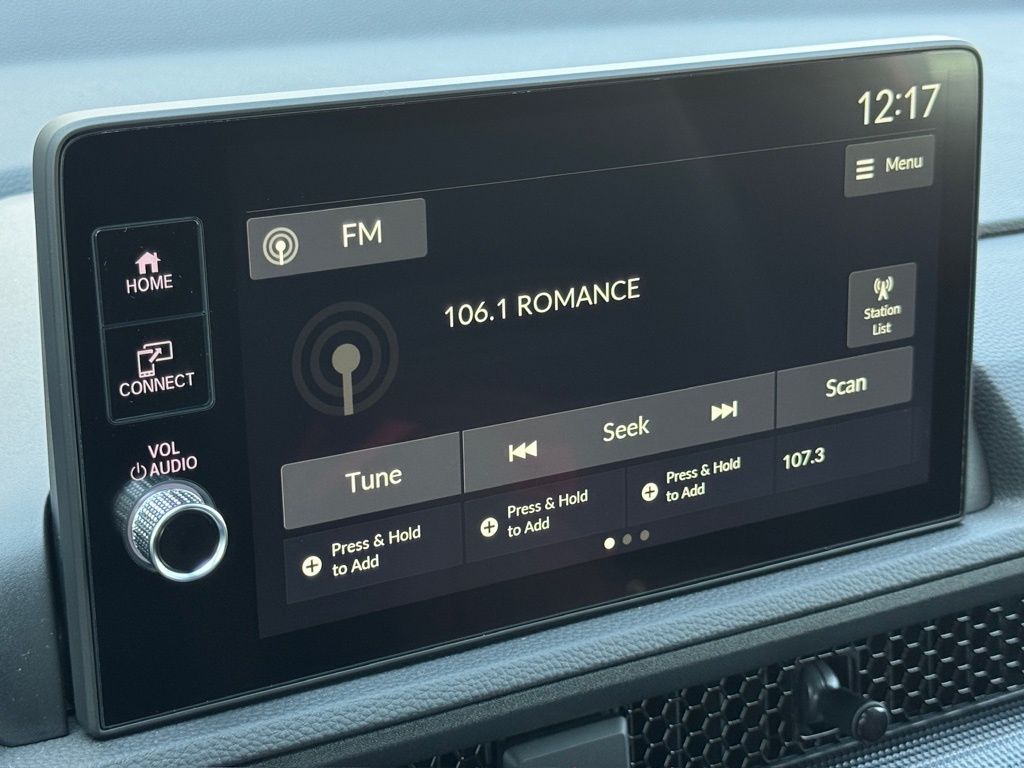 12:17
Menu
FM
HOME
106.1 ROMANCE
Station
List
CONNECT
Tune
Seek
Scan
VOL
AUDIO
Press & Hold
to Add
Press & Hold
to Add
Press & Hold
to Add
107.3